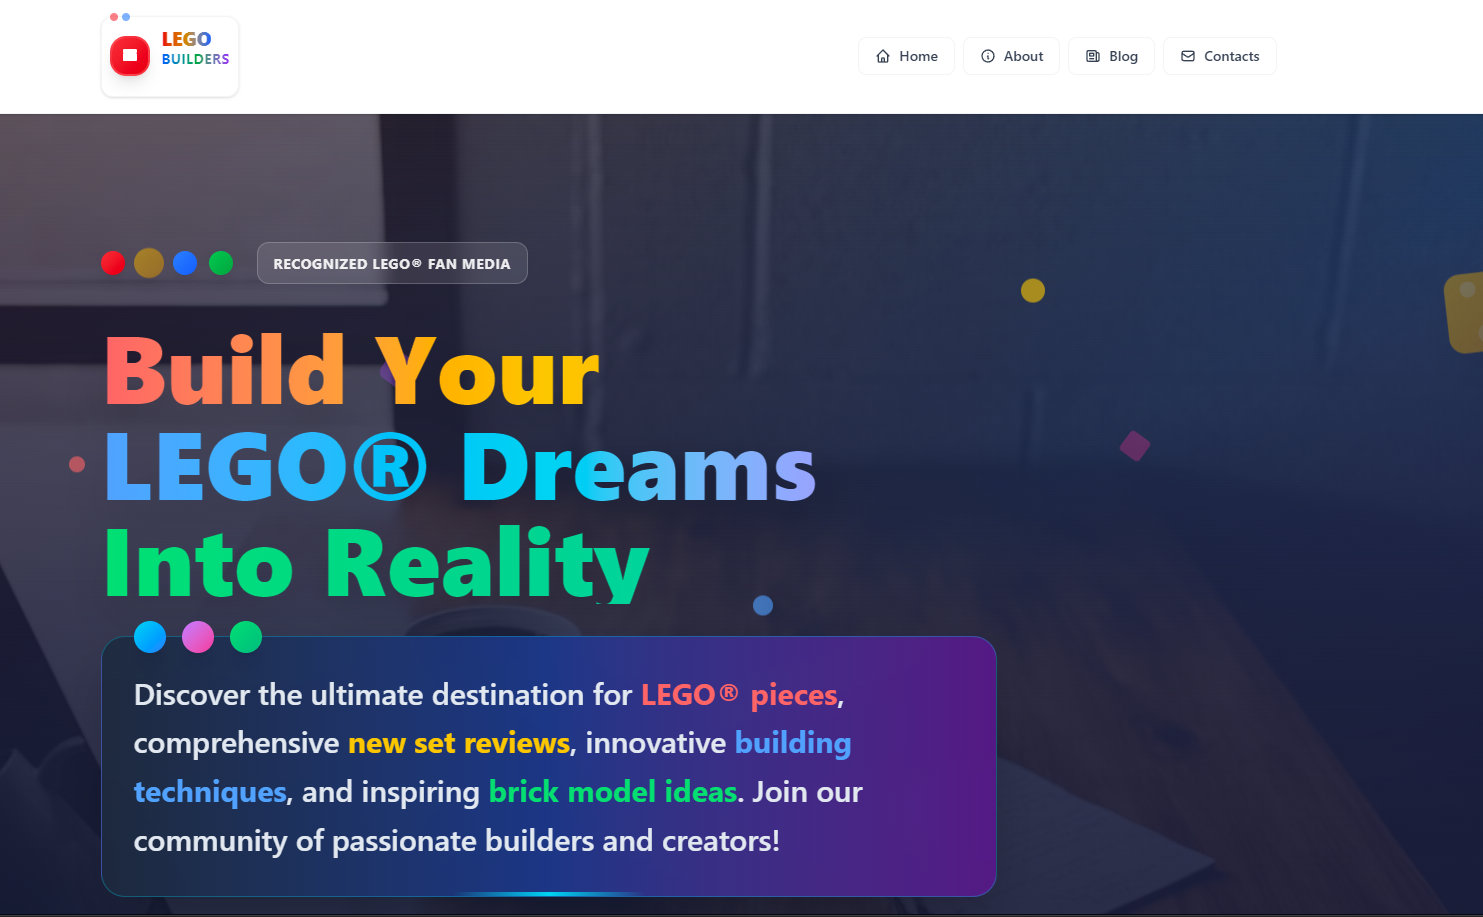 LEGO
BUILDERS
Home
About
Blog
Contacts
RECOGNIZED LEGO® FAN MEDIA
Build Your
LEGO® Dreams
Into Reality
Discover the ultimate destination for LEGO® pieces,
comprehensive new set reviews, innovative building
techniques, and inspiring brick model ideas. Join our
community of passionate builders and creators!